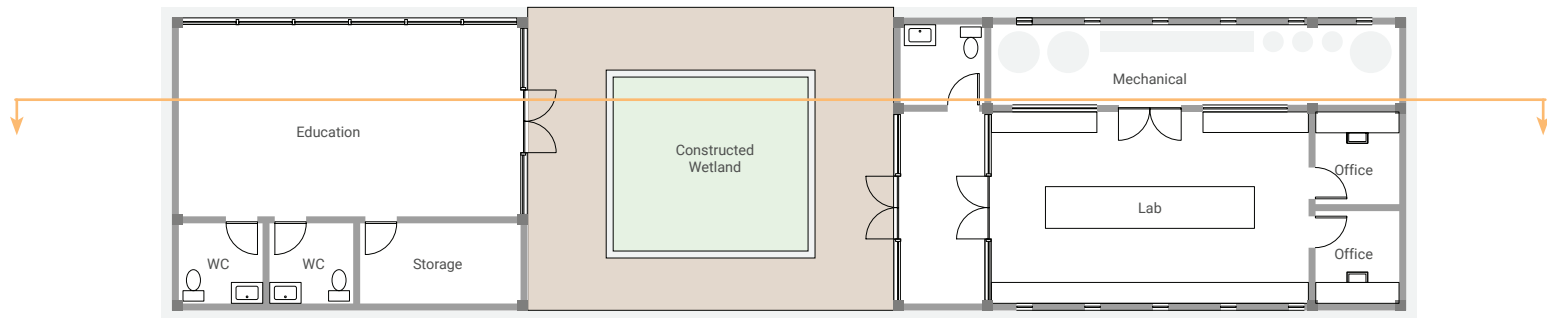 Mechanical
Education
Constructed
Wetland
Office
Lab
WC
WC
Storage
Office